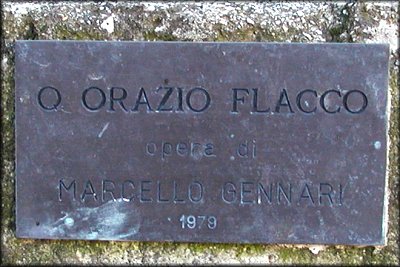 Q ORAZIO FLACCO
opera di
MARCELLO GENNARI
1979